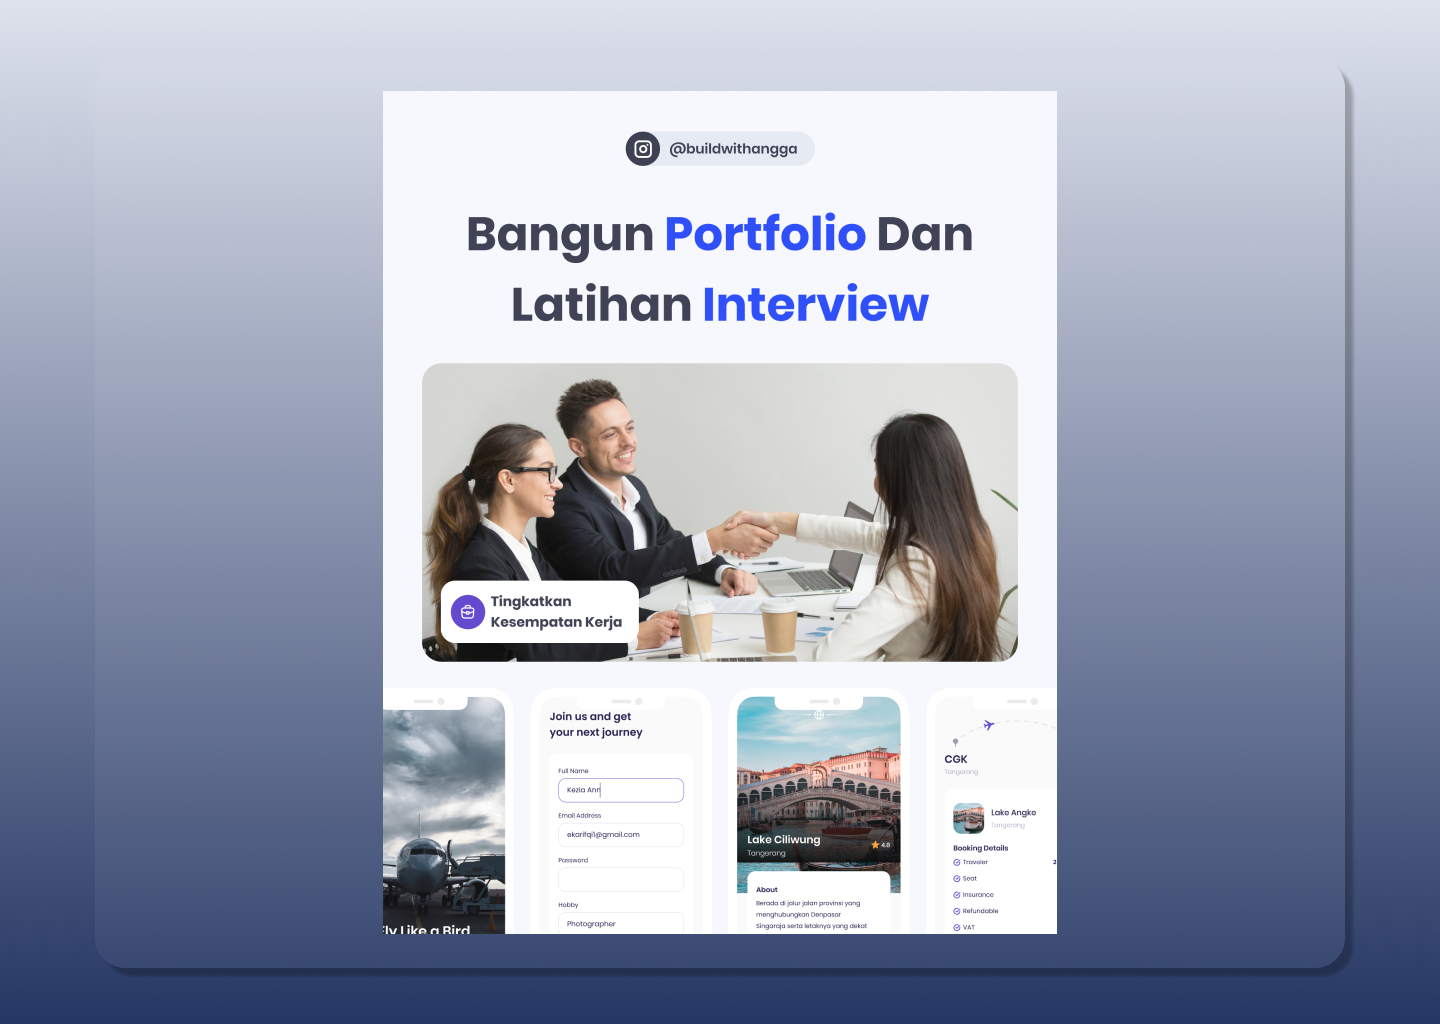 @buildwithangga
Bangun Portfolio Dan
Latihan Interview
Tingkatkan
Kesempatan Kerja
Fly Like a Bird
Join us and get
your next journey
Full Name
Kezia Ann
Email Address
ekarifqi1@gmail.com
Password
Hobby
Photographer
Lake Ciliwung
Tangerang
4.8
About
Berada di jalur jalan provinsi yang
menghubungkan Denpasar
Singaraja serta letaknya yang dekat
CGK
Tangerang
Lake Angke
Tangerang
Booking Details
Traveler
2
Seat
Insurance
Refundable
VAT